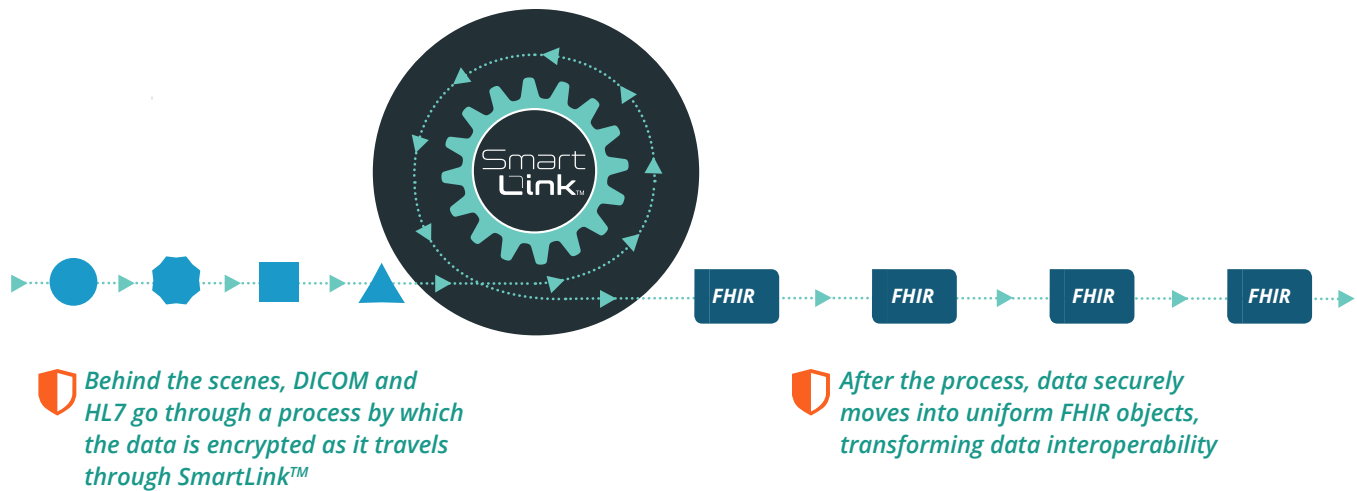 Smart
Link™
FHIR
FHIR
FHIR
FHIR
Behind the scenes, DICOM and
HL7 go through a process by which
the data is encrypted as it travels
through SmartLink™
After the process, data securely
moves into uniform FHIR objects,
transforming data interoperability